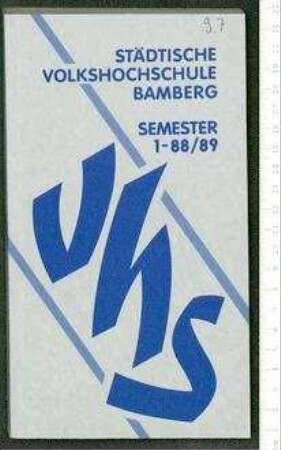 97
STÄDTISCHE
VOLKSHOCHSCHULE
BAMBERG
SEMESTER
1-88/89
vhs